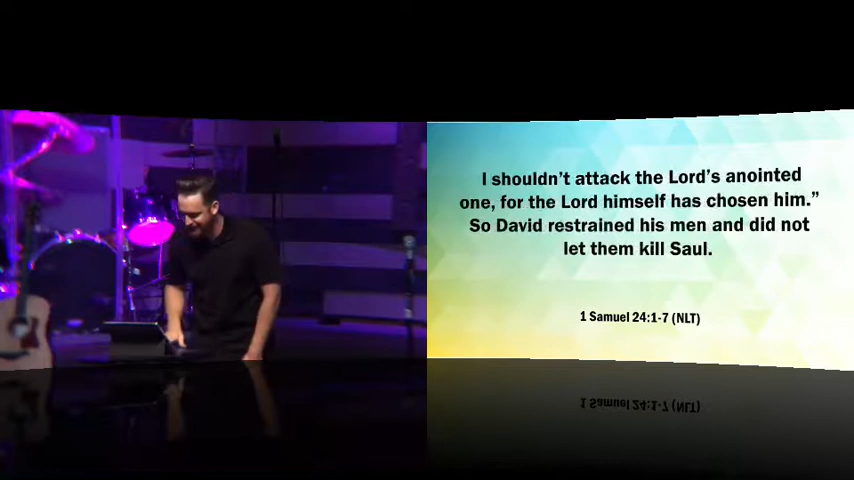 I shouldn’t attack the Lord’s anointed
one, for the Lord himself has chosen him.”
So David restrained his men and did not
let them kill Saul.
1 Samuel 24:1-7 (NLT)